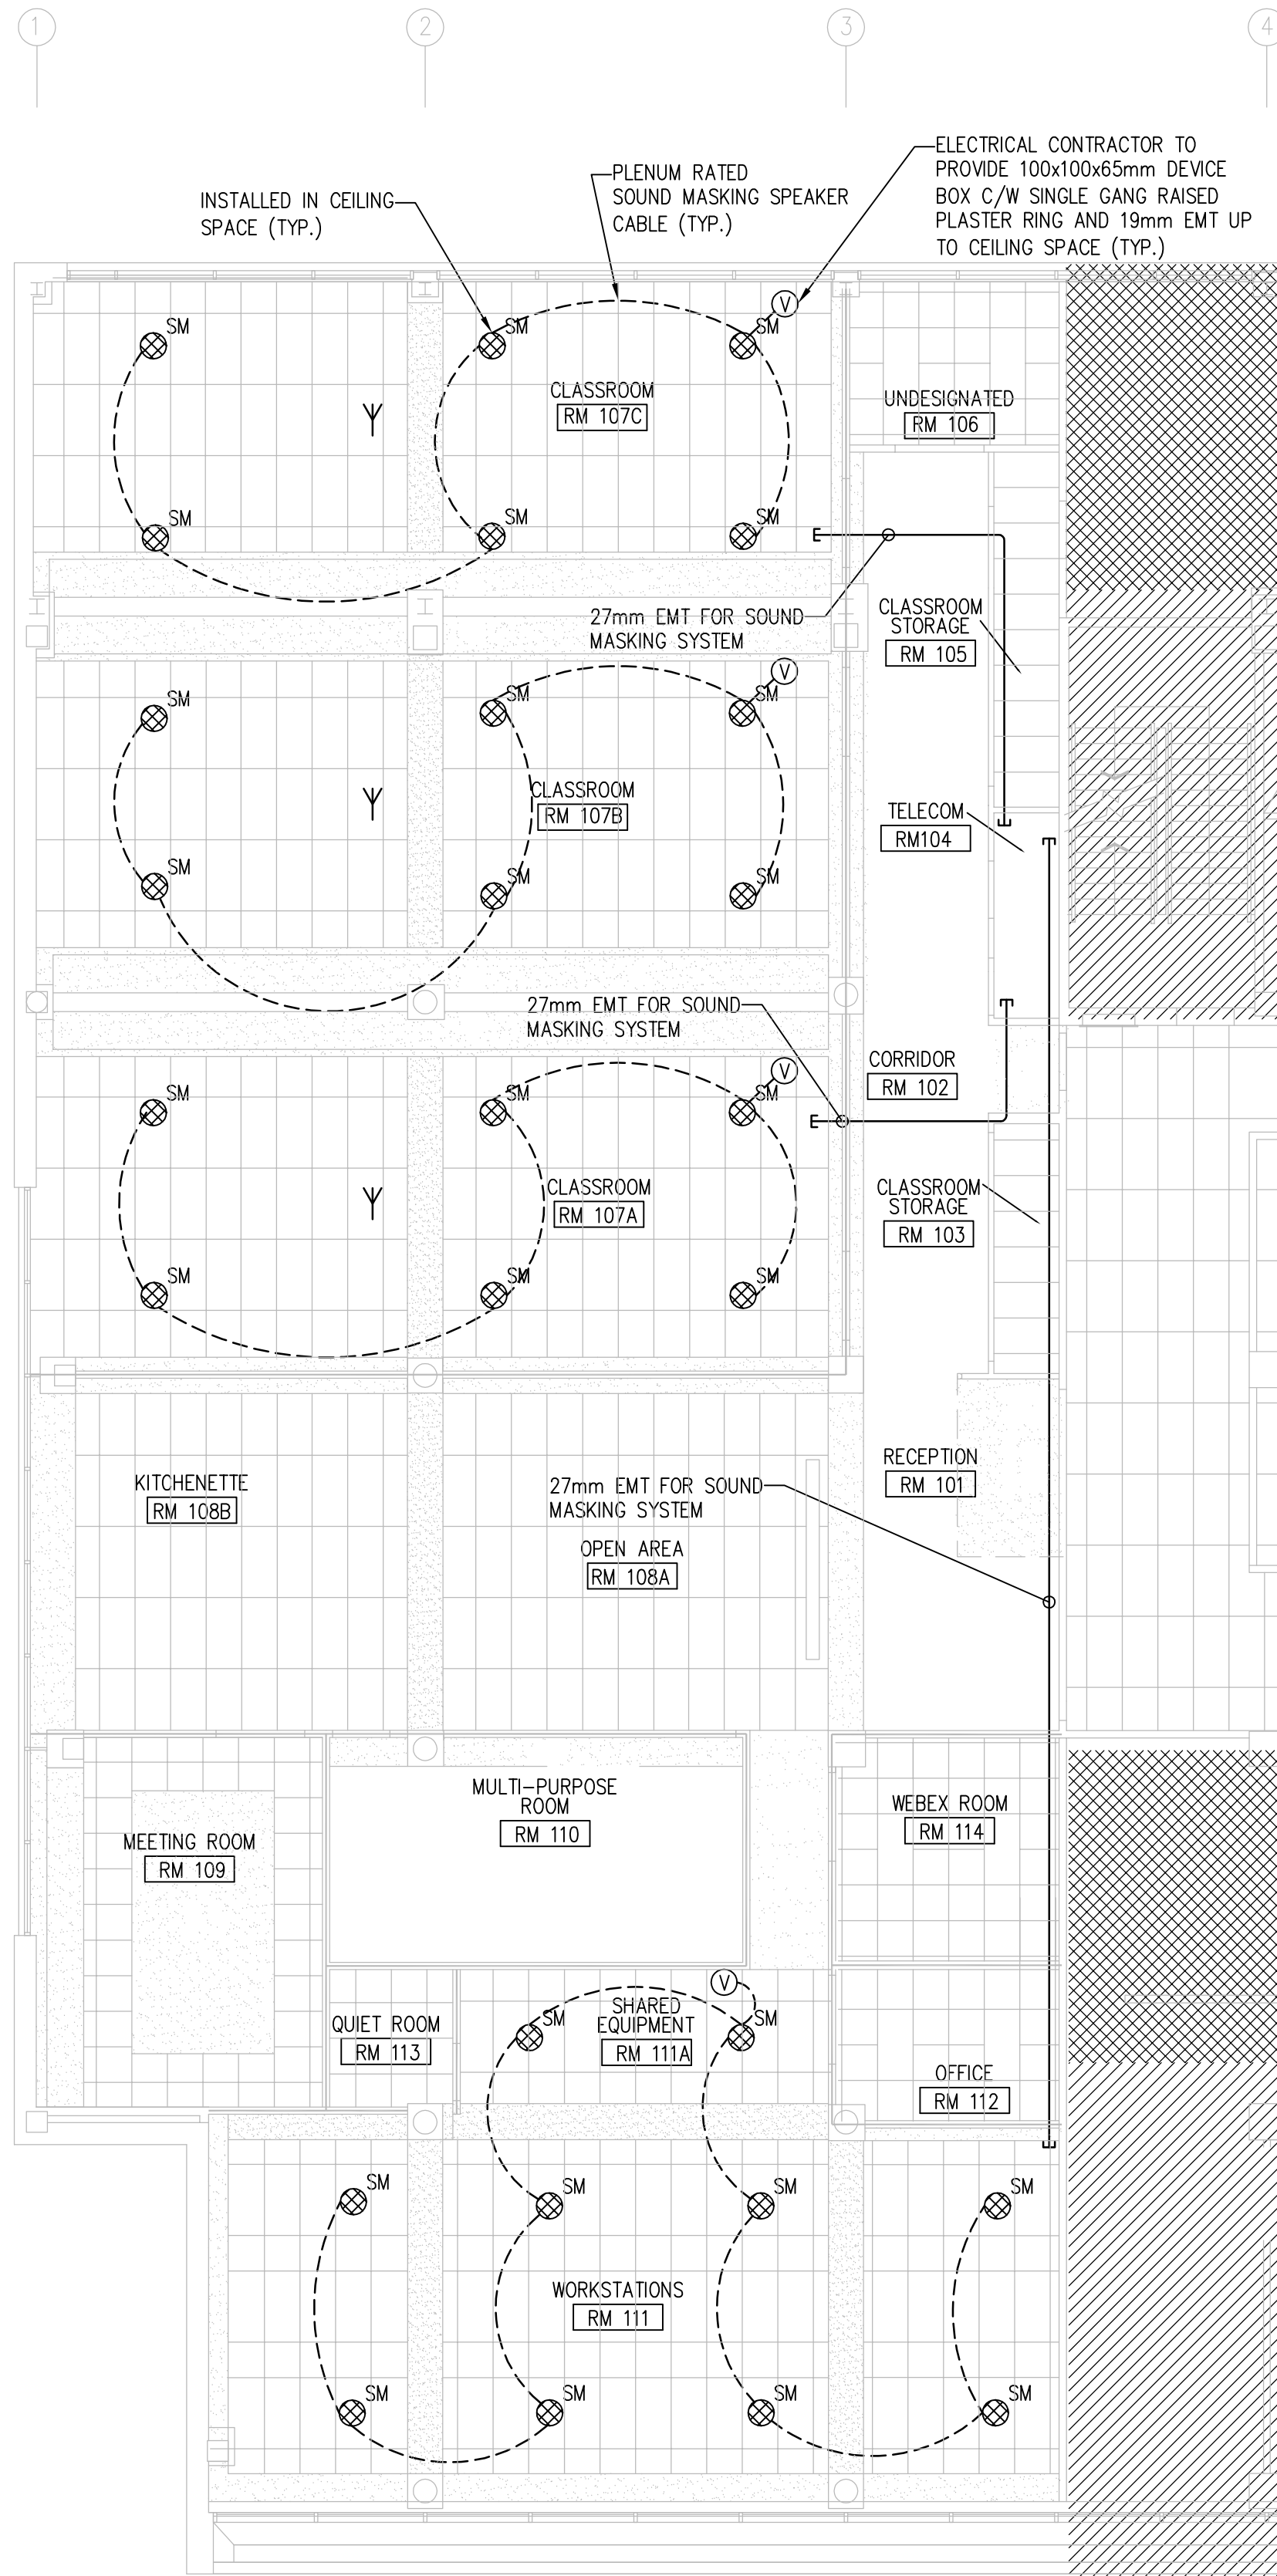 1
2
3
4
ELECTRICAL CONTRACTOR TO
PROVIDE 100x100x65mm DEVICE
BOX C/W SINGLE GANG RAISED
PLASTER RING AND 19mm EMT UP
TO CEILING SPACE (TYP.)
PLENUM RATED
SOUND MASKING SPEAKER
CABLE (TYP.)
INSTALLED IN CEILING
SPACE (TYP.)
V
SM
SM
SM
CLASSROOM
RM 107C
UNDESIGNATED
RM 106
SM
SM
SM
27mm EMT FOR SOUND
MASKING SYSTEM
CLASSROOM
STORAGE
RM 105
V
SM
SM
SM
CLASSROOM
RM 107B
TELECOM
RM104
SM
SM
SM
27mm EMT FOR SOUND
MASKING SYSTEM
CORRIDOR
RM 102
V
SM
SM
SM
CLASSROOM
RM 107A
CLASSROOM
STORAGE
RM 103
SM
SM
SM
RECEPTION
RM 101
KITCHENETTE
RM 108B
27mm EMT FOR SOUND
MASKING SYSTEM
OPEN AREA
RM 108A
MULTI-PURPOSE
ROOM
RM 110
WEBEX ROOM
RM 114
MEETING ROOM
RM 109
V
SHARED
EQUIPMENT
RM 111A
SM
SM
QUIET ROOM
RM 113
OFFICE
RM 112
SM
SM
SM
SM
WORKSTATIONS
RM 111
SM
SM
SM
SM